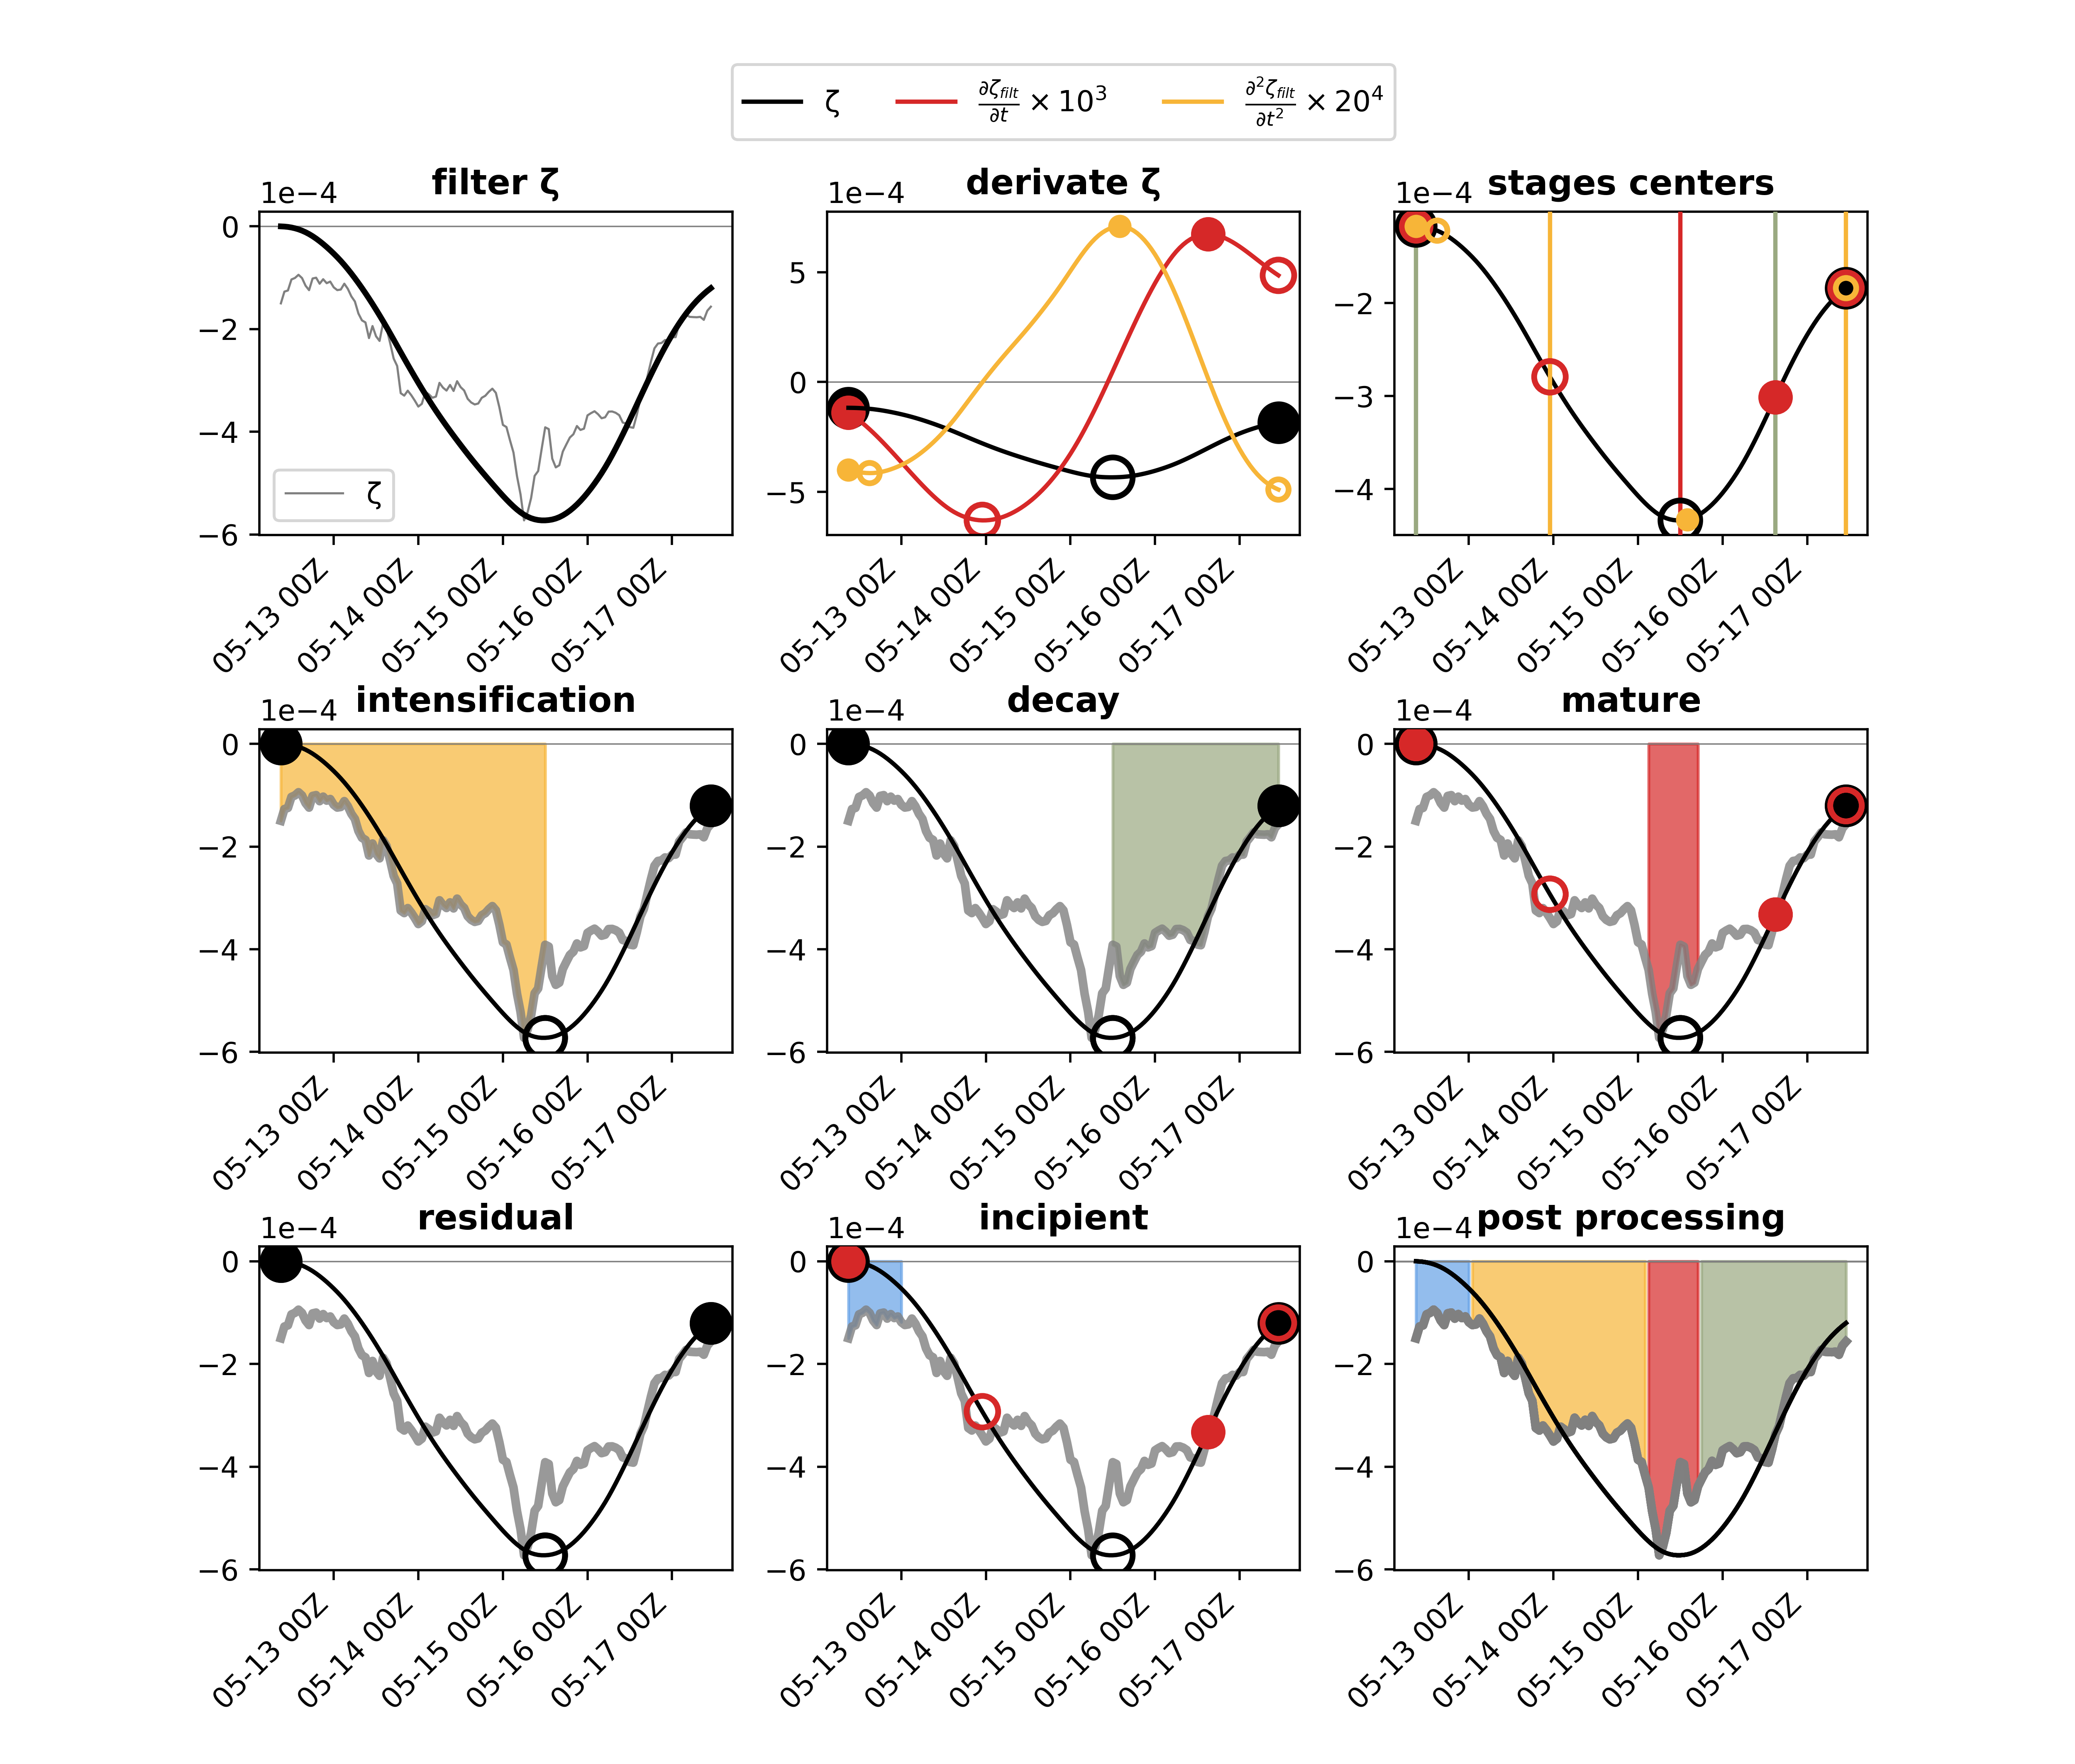 ζ ∂ζfilt/∂t × 10³ ∂²ζfilt/∂t² × 20⁴
filter ζ
1e−4
0
−2
−4
−6
ζ
05-13 00Z
05-14 00Z
05-15 00Z
05-16 00Z
05-17 00Z
derivate ζ
1e−4
5
0
−5
05-13 00Z
05-14 00Z
05-15 00Z
05-16 00Z
05-17 00Z
stages centers
1e−4
−2
−3
−4
05-13 00Z
05-14 00Z
05-15 00Z
05-16 00Z
05-17 00Z
intensification
1e−4
0
−2
−4
−6
05-13 00Z
05-14 00Z
05-15 00Z
05-16 00Z
05-17 00Z
decay
1e−4
0
−2
−4
−6
05-13 00Z
05-14 00Z
05-15 00Z
05-16 00Z
05-17 00Z
mature
1e−4
0
−2
−4
−6
05-13 00Z
05-14 00Z
05-15 00Z
05-16 00Z
05-17 00Z
residual
1e−4
0
−2
−4
−6
05-13 00Z
05-14 00Z
05-15 00Z
05-16 00Z
05-17 00Z
incipient
1e−4
0
−2
−4
−6
05-13 00Z
05-14 00Z
05-15 00Z
05-16 00Z
05-17 00Z
post processing
1e−4
0
−2
−4
−6
05-13 00Z
05-14 00Z
05-15 00Z
05-16 00Z
05-17 00Z